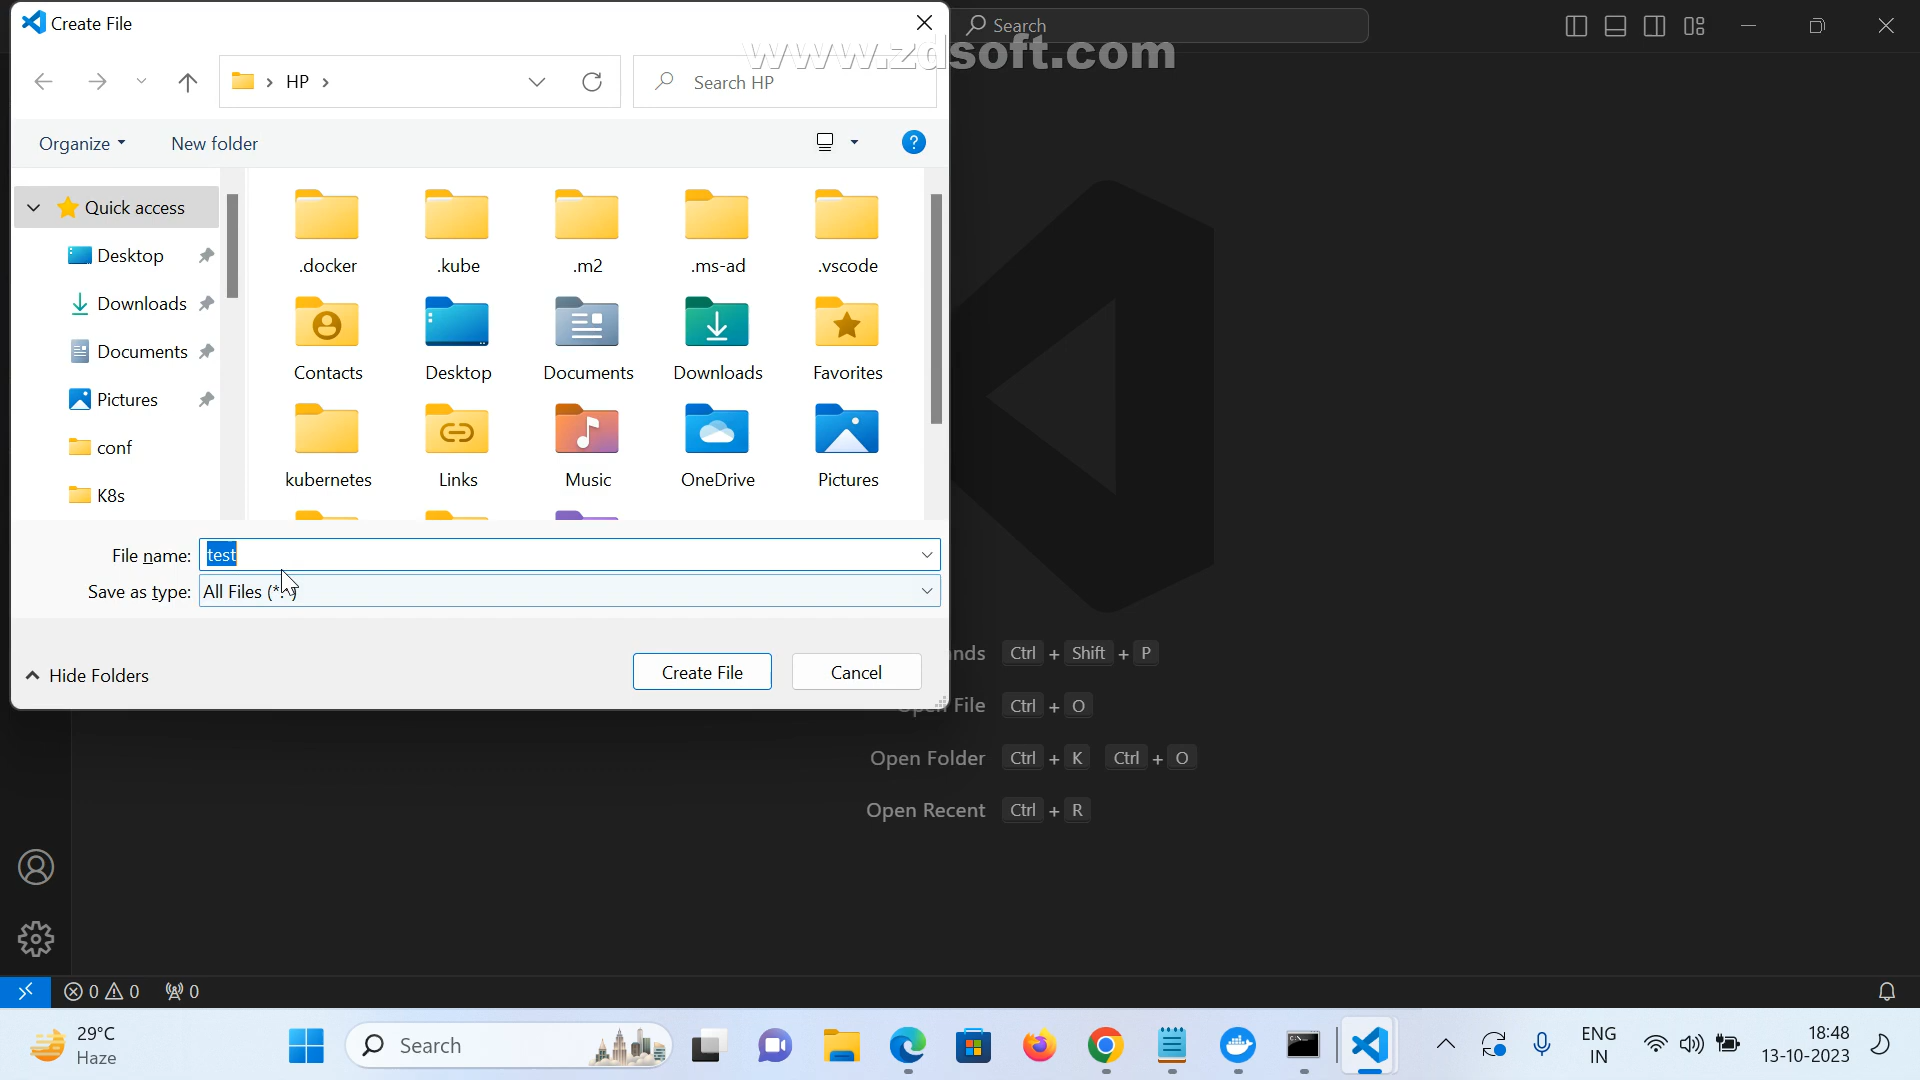 Create File
Search
www.zdsoft.com
HP
Search HP
Organize
New folder
?
Quick access
Desktop
Downloads
Documents
Pictures
conf
K8s
.docker
.kube
.m2
.ms-ad
.vscode
Contacts
Desktop
Documents
Downloads
Favorites
kubernetes
Links
Music
OneDrive
Pictures
File name: test
Save as type: All Files (*.*)
Hide Folders
Create File
Cancel
Ctrl + Shift + P
File Ctrl + O
Open Folder Ctrl + K Ctrl + O
Open Recent Ctrl + R
0 0 0
29°C
Haze
Search
ENG
IN
18:48
13-10-2023